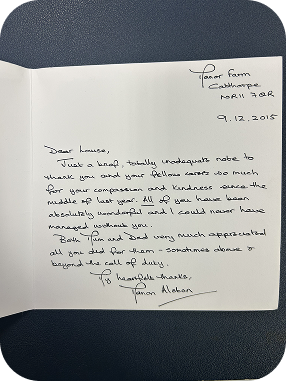 Manor Farm
Calthorpe
NR11 7QR
9.12.2015
Dear Louise,
Just a brief, totally inadequate note to
thank you and your fellow carers so much
for your compassion and kindness since the
middle of last year. All of you have been
absolutely wonderful and I could never have
managed without you.
Both Mum and Dad very much appreciated
all you did for them - sometimes above &
beyond the call of duty.
My heartfelt thanks,